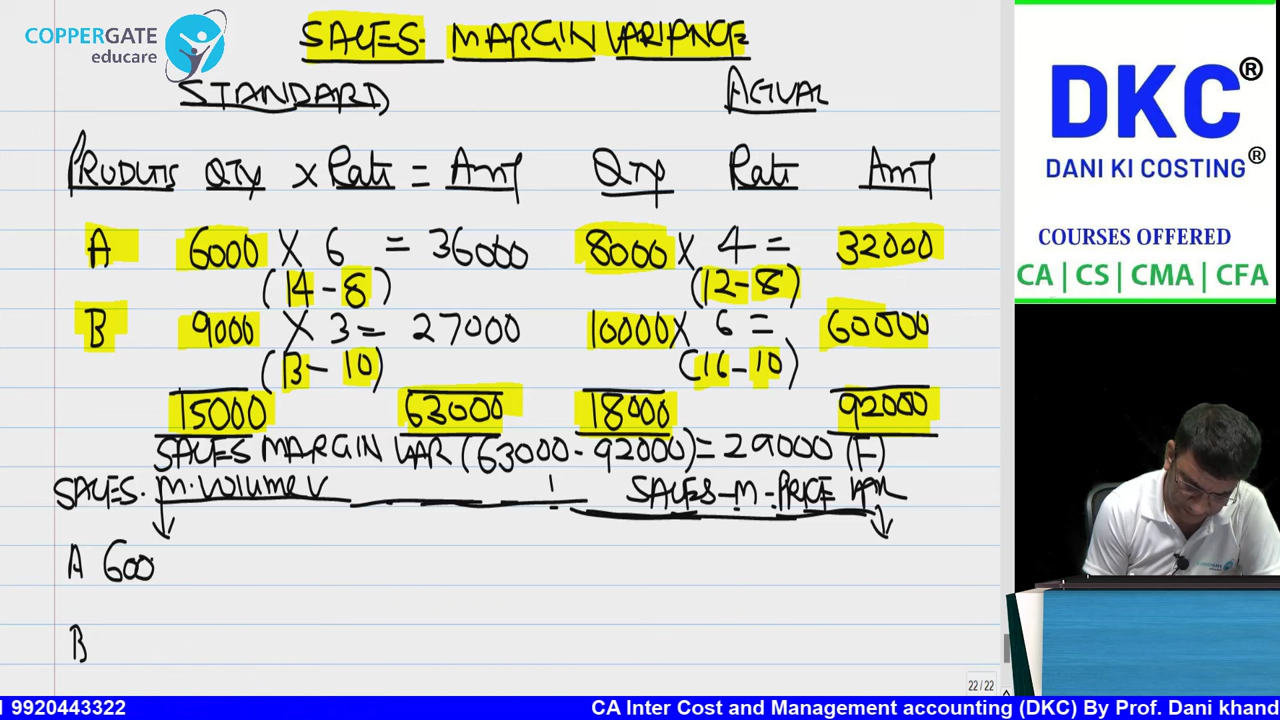 COPPERGATE
educare
SALES. MARGIN VARIANCE
STANDARD ACTUAL
PRODUTS QTY x Rate = Amt Qty Rate Amt
A 6000 X 6 = 36000 8000 X 4 = 32000
(14-8) (12-8)
B 9000 X 3 = 27000 10000 X 6 = 60000
(13-10) (16-10)
15000 63000 18000 92000
SALES MARGIN VAR (63000-92000) = 29000 (F)
SALES. M. VOLUME V SALES-M-PRICE VAR
A 600
B
22 / 22
DKC®
DANI KI COSTING®
COURSES OFFERED
CA | CS | CMA | CFA
COPPERGATE
educare
9920443322 CA Inter Cost and Management accounting (DKC) By Prof. Dani khand